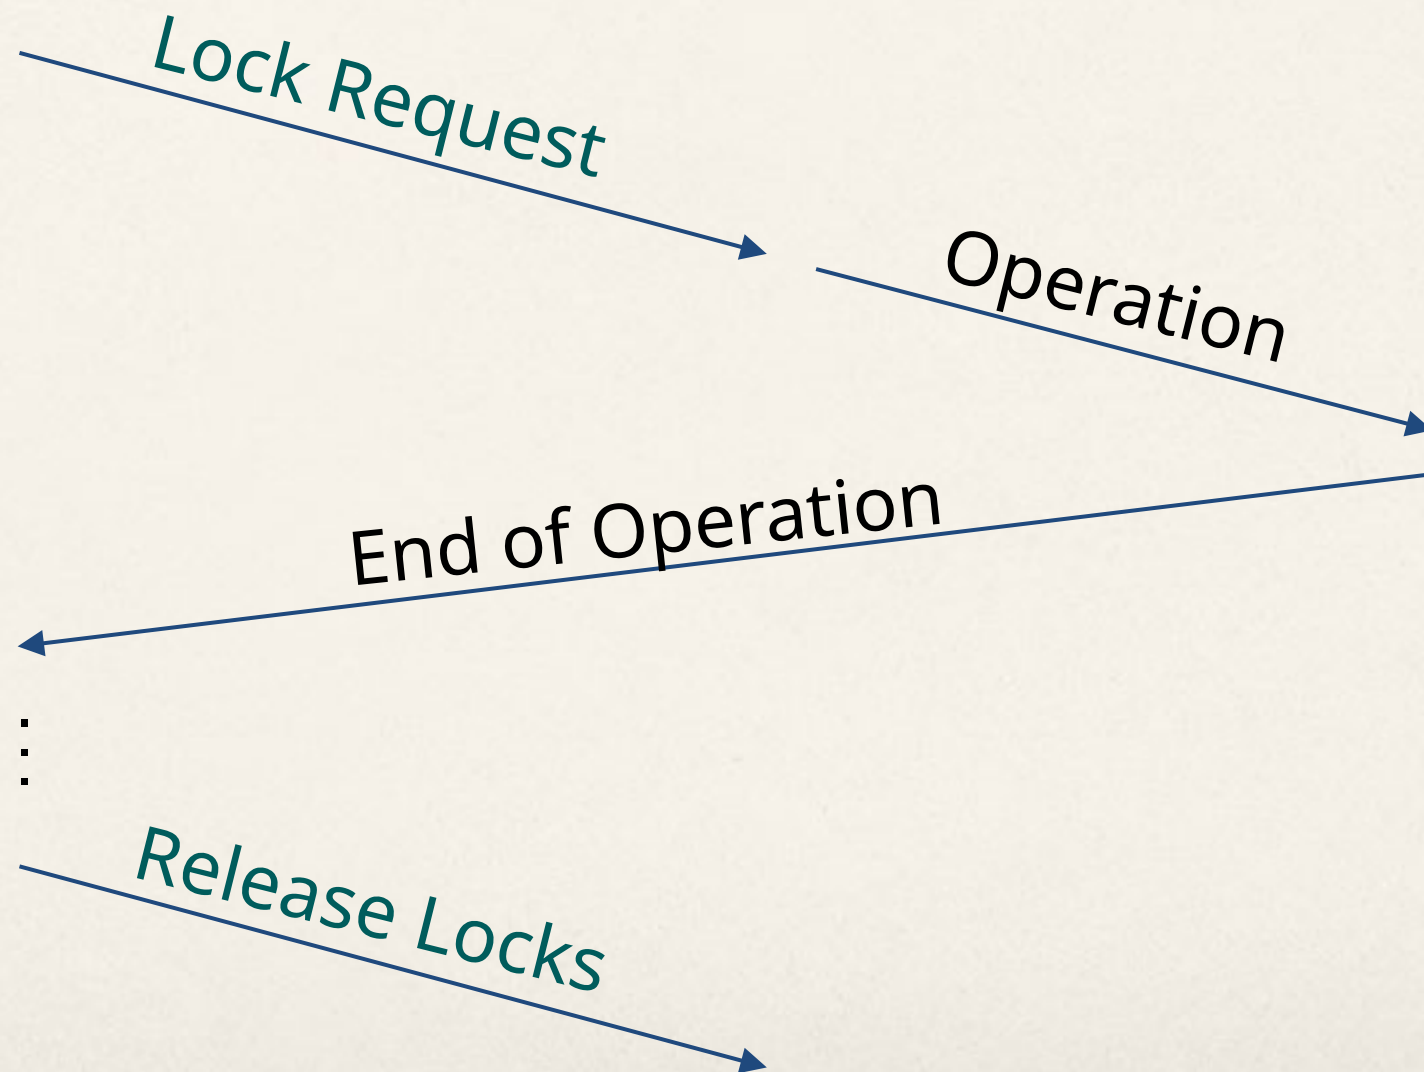 Lock Request
Operation
End of Operation
Release Locks